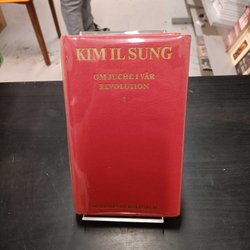 KIM IL SUNG
OM JUCHE I VÅR
REVOLUTION